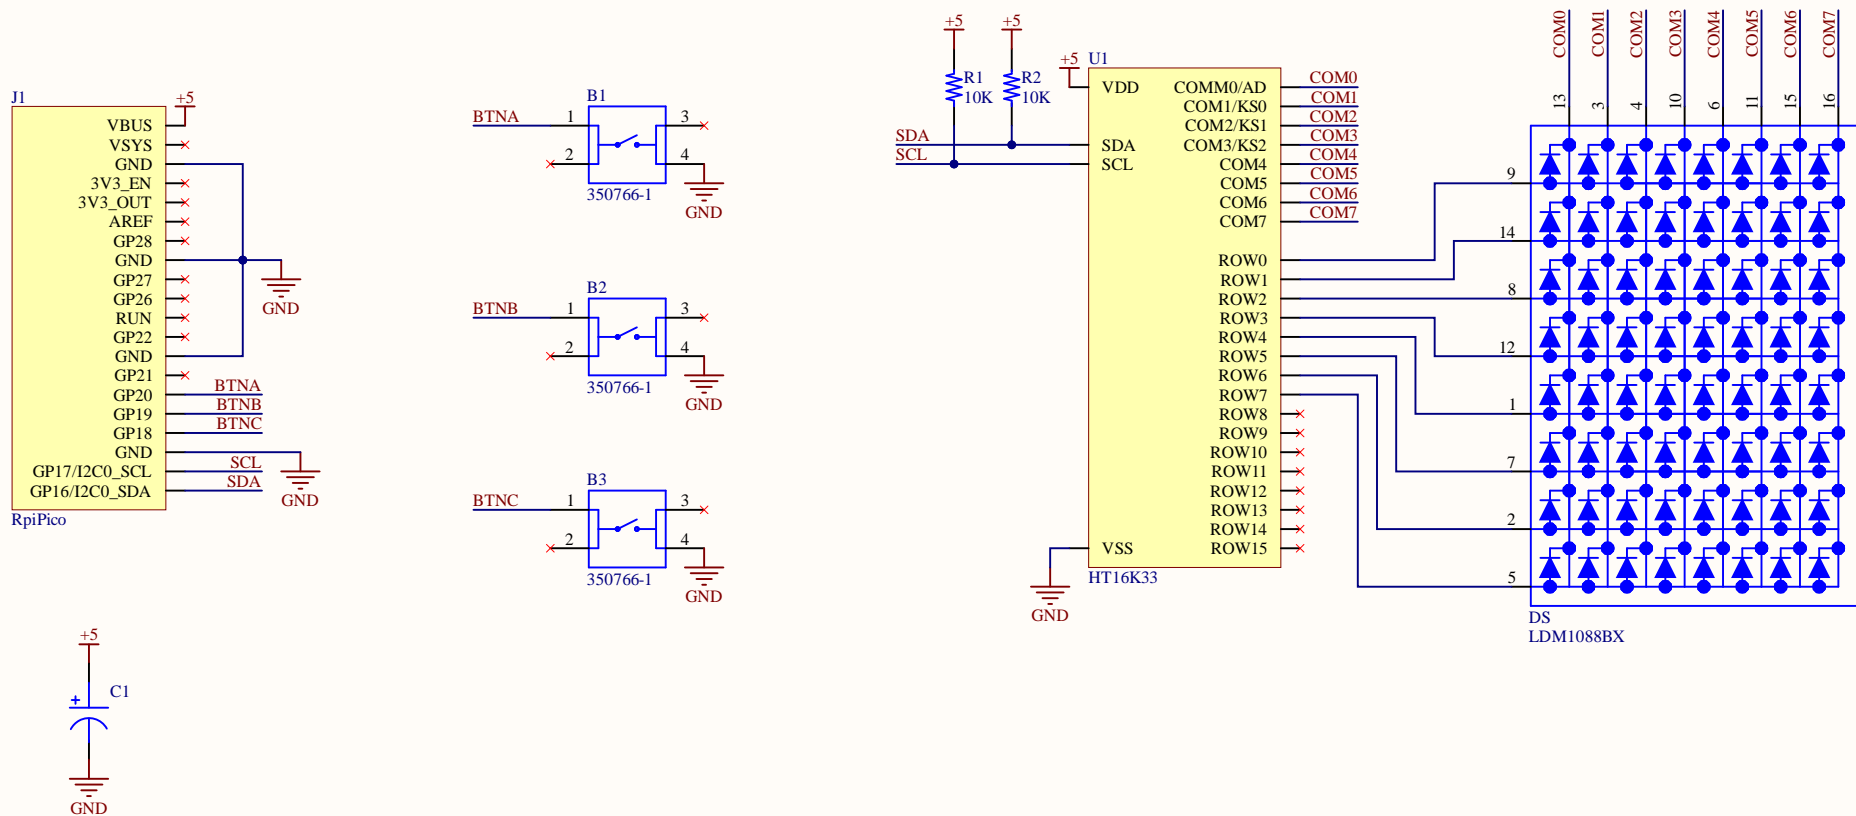 J1
+5
VBUS
VSYS
GND
3V3_EN
3V3_OUT
AREF
GP28
GND
GP27
GP26
RUN
GP22
GND
GP21
GP20
GP19
GP18
GND
GP17/I2C0_SCL
GP16/I2C0_SDA
RpiPico
GND
BTNA
BTNB
BTNC
SCL
SDA
GND
+5
+
C1
GND
B1
BTNA
1
2
3
4
350766-1
GND
B2
BTNB
1
2
3
4
350766-1
GND
B3
BTNC
1
2
3
4
350766-1
GND
+5
+5
R1
10K
R2
10K
SDA
SCL
+5
U1
VDD
SDA
SCL
VSS
GND
COMM0/AD
COM1/KS0
COM2/KS1
COM3/KS2
COM4
COM5
COM6
COM7
ROW0
ROW1
ROW2
ROW3
ROW4
ROW5
ROW6
ROW7
ROW8
ROW9
ROW10
ROW11
ROW12
ROW13
ROW14
ROW15
HT16K33
COM0
COM1
COM2
COM3
COM4
COM5
COM6
COM7
COM0
COM1
COM2
COM3
COM4
COM5
COM6
COM7
13
3
4
10
6
11
15
16
9
14
8
12
1
7
2
5
DS
LDM1088BX